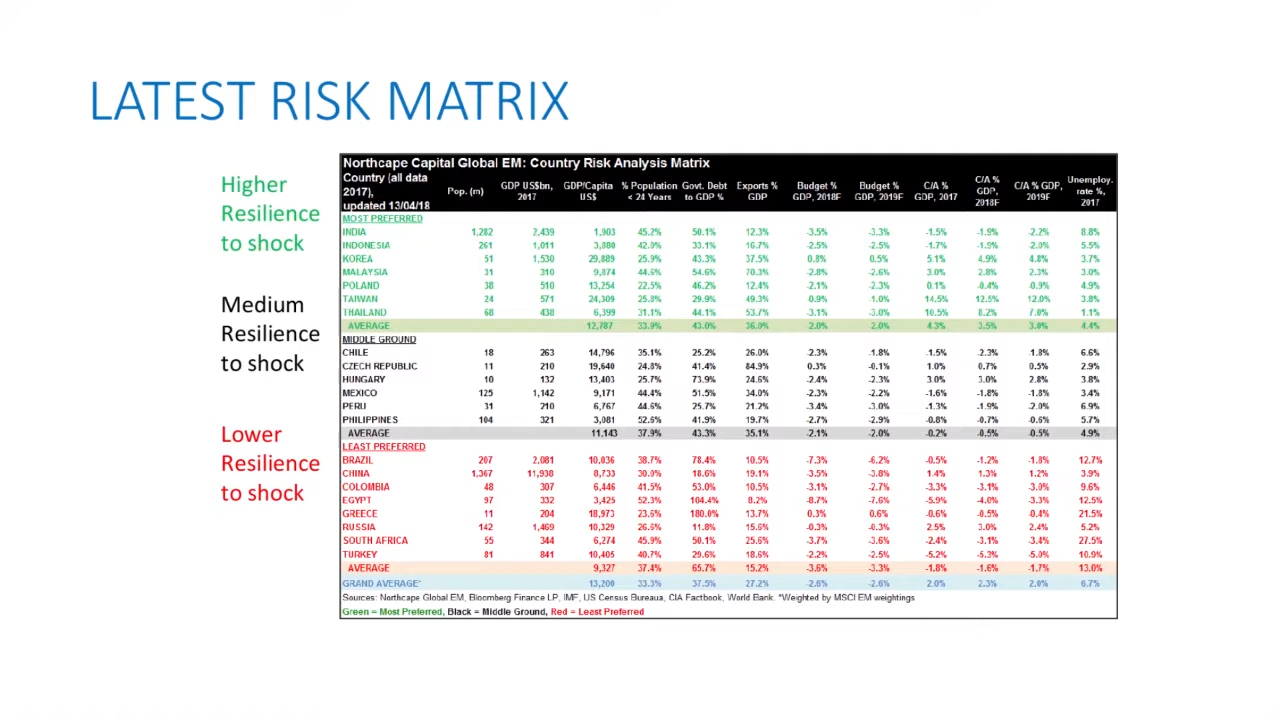 LATEST RISK MATRIX
Higher
Resilience
to shock
Medium
Resilience
to shock
Lower
Resilience
to shock
Northcape Capital Global EM: Country Risk Analysis Matrix
Country (all data 2017), updated 13/04/18 Pop. (m) GDP US$bn, 2017 GDP/Capita US$ % Population < 24 Years Govt. Debt to GDP % Exports % GDP Budget % GDP, 2018F Budget % GDP, 2019F C/A % GDP, 2017 C/A % GDP, 2018F C/A % GDP, 2019F Unemploy. rate %, 2017
MOST PREFERRED
INDIA 1,282 2,439 1,903 45.2% 50.1% 12.3% -3.5% -3.3% -1.5% -1.9% -2.2% 8.8%
INDONESIA 261 1,011 3,880 42.0% 33.1% 16.7% -2.5% -2.5% -1.7% -1.9% -2.0% 5.5%
KOREA 51 1,530 29,889 25.9% 43.3% 37.5% 0.8% 0.5% 5.1% 4.9% 4.8% 3.7%
MALAYSIA 31 310 9,874 44.6% 54.6% 70.3% -2.8% -2.6% 3.0% 2.8% 2.3% 3.0%
POLAND 38 510 13,254 22.5% 46.2% 12.4% -2.1% -2.3% 0.1% -0.4% -0.9% 4.9%
TAIWAN 24 571 24,309 25.8% 29.9% 49.3% -0.9% -1.0% 14.5% 12.5% 12.0% 3.8%
THAILAND 68 438 6,399 31.1% 44.1% 53.7% -3.1% -3.0% 10.5% 8.2% 7.0% 1.1%
AVERAGE 12,787 33.9% 43.0% 36.0% 2.0% 2.0% 4.3% 3.5% 3.0% 4.4%
MIDDLE GROUND
CHILE 18 263 14,796 35.1% 25.2% 26.0% -2.3% -1.8% -1.5% -2.3% -1.8% 6.6%
CZECH REPUBLIC 11 210 19,640 24.8% 41.4% 84.9% 0.3% -0.1% 1.0% 0.7% 0.5% 2.9%
HUNGARY 10 132 13,403 25.7% 73.9% 24.6% -2.4% -2.3% 3.0% 3.0% 2.8% 3.8%
MEXICO 125 1,142 9,171 44.4% 51.5% 34.0% -2.3% -2.2% -1.6% -1.8% -1.8% 3.4%
PERU 31 210 6,767 44.6% 25.7% 21.2% -3.4% -3.0% -1.3% -1.9% -2.0% 6.9%
PHILIPPINES 104 321 3,081 52.6% 41.9% 19.7% -2.7% -2.9% -0.8% -0.7% -0.6% 5.7%
AVERAGE 11,143 37.9% 43.3% 35.1% -2.1% -2.0% -0.2% -0.5% -0.5% 4.9%
LEAST PREFERRED
BRAZIL 207 2,081 10,036 38.7% 78.4% 10.5% -7.3% -6.2% -0.5% -1.2% -1.8% 12.7%
CHINA 1,367 11,938 8,733 30.0% 18.6% 19.1% -3.5% -3.8% 1.4% 1.3% 1.2% 3.9%
COLOMBIA 48 307 6,446 41.5% 53.0% 10.5% -3.1% -2.7% -3.3% -3.1% -3.0% 9.6%
EGYPT 97 332 3,425 52.3% 104.4% 8.2% -8.7% -7.6% -5.9% -4.0% -3.3% 12.5%
GREECE 11 204 18,973 23.6% 180.0% 13.7% 0.3% 0.6% -0.6% -0.5% -0.4% 21.5%
RUSSIA 142 1,469 10,329 26.6% 11.8% 15.6% -0.3% -0.3% 2.5% 3.0% 2.4% 5.2%
SOUTH AFRICA 55 344 6,274 45.9% 50.1% 25.6% -3.7% -3.6% -2.4% -3.1% -3.4% 27.5%
TURKEY 81 841 10,405 40.7% 29.6% 18.6% -2.2% -2.5% -5.2% -5.3% -5.0% 10.9%
AVERAGE 9,327 37.4% 65.7% 15.2% -3.6% -3.3% -1.8% -1.6% -1.7% 13.0%
GRAND AVERAGE* 13,200 33.3% 37.5% 27.2% -2.6% -2.6% 2.0% 2.3% 2.0% 6.7%
Sources: Northcape Global EM, Bloomberg Finance LP, IMF, US Census Bureaua, CIA Factbook, World Bank. *Weighted by MSCI EM weightings
Green = Most Preferred, Black = Middle Ground, Red = Least Preferred